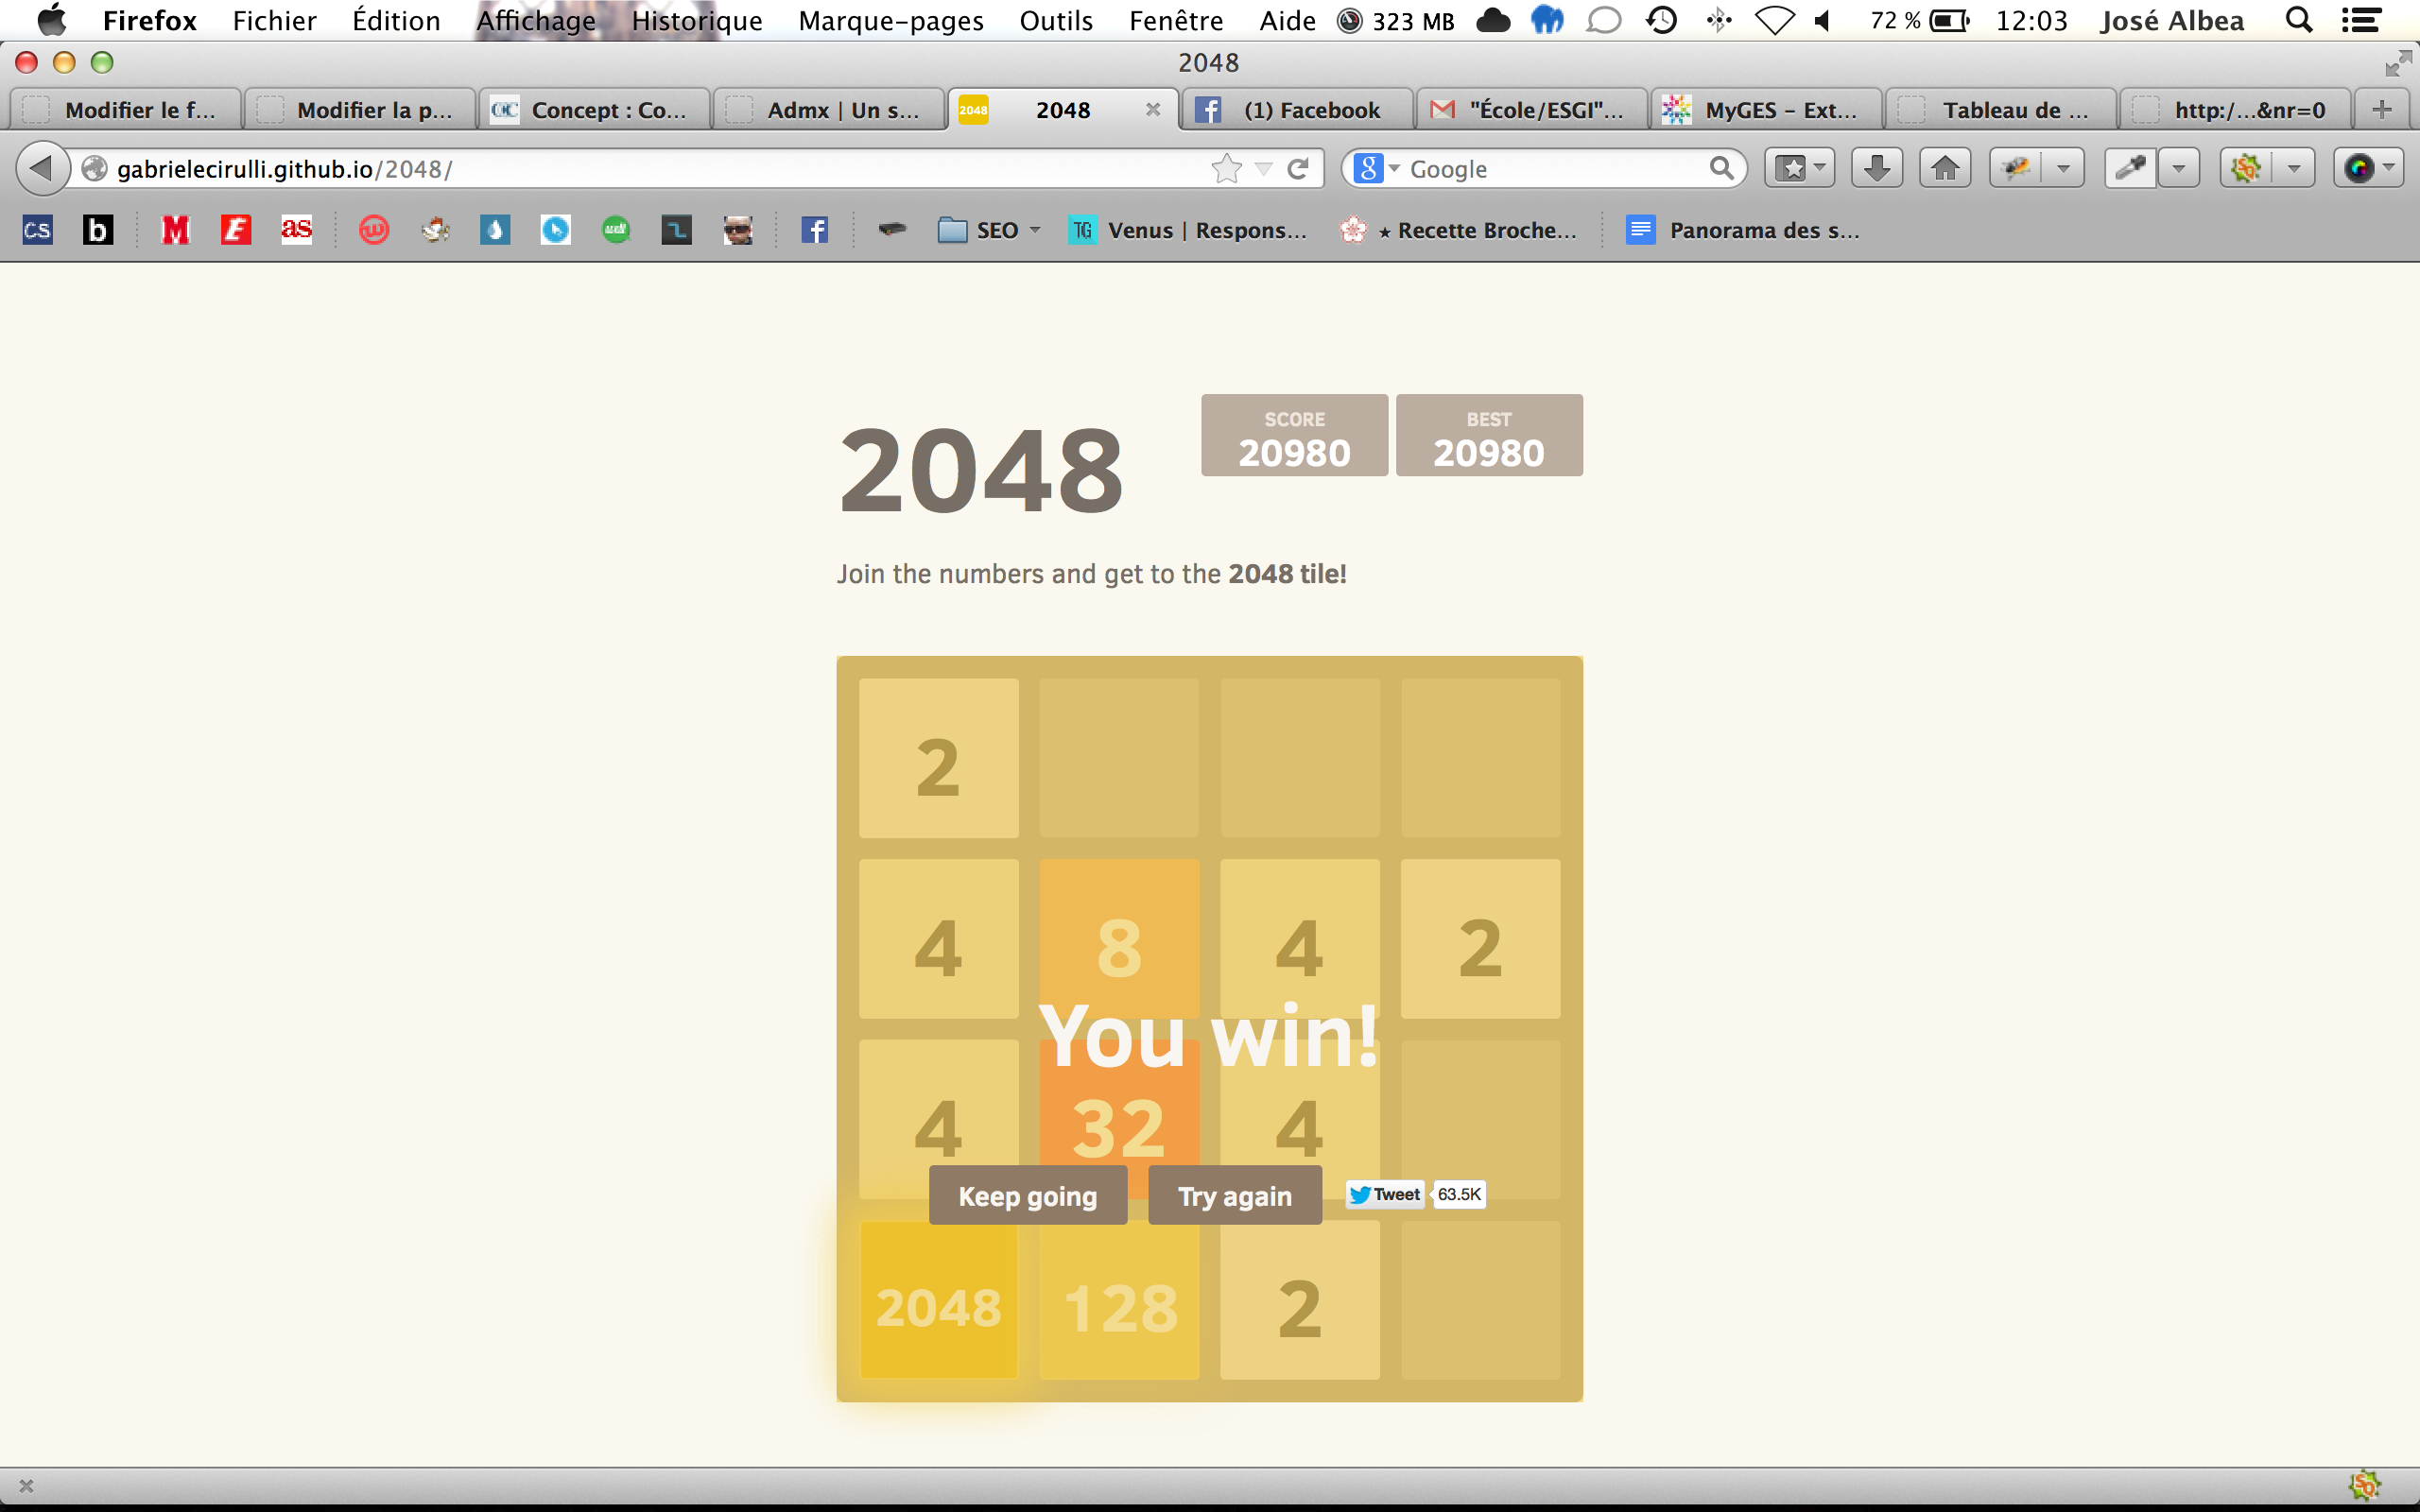 Firefox Fichier Édition Affichage Historique Marque-pages Outils Fenêtre Aide 323 MB 72 % 12:03 José Albea
2048
Modifier le f... Modifier la p... Concept : Co... Admx | Un s... 2048 2048 (1) Facebook "École/ESGI"... MyGES – Ext... Tableau de ... http:/...&nr=0
gabrielecirulli.github.io/2048/ Google
CS b M E as SEO TG Venus | Respons... ★ Recette Broche... Panorama des s...
2048
SCORE
20980
BEST
20980
Join the numbers and get to the 2048 tile!
2
4 8 4 2
You win!
4 32 4
Keep going Try again Tweet 63.5K
2048 128 2